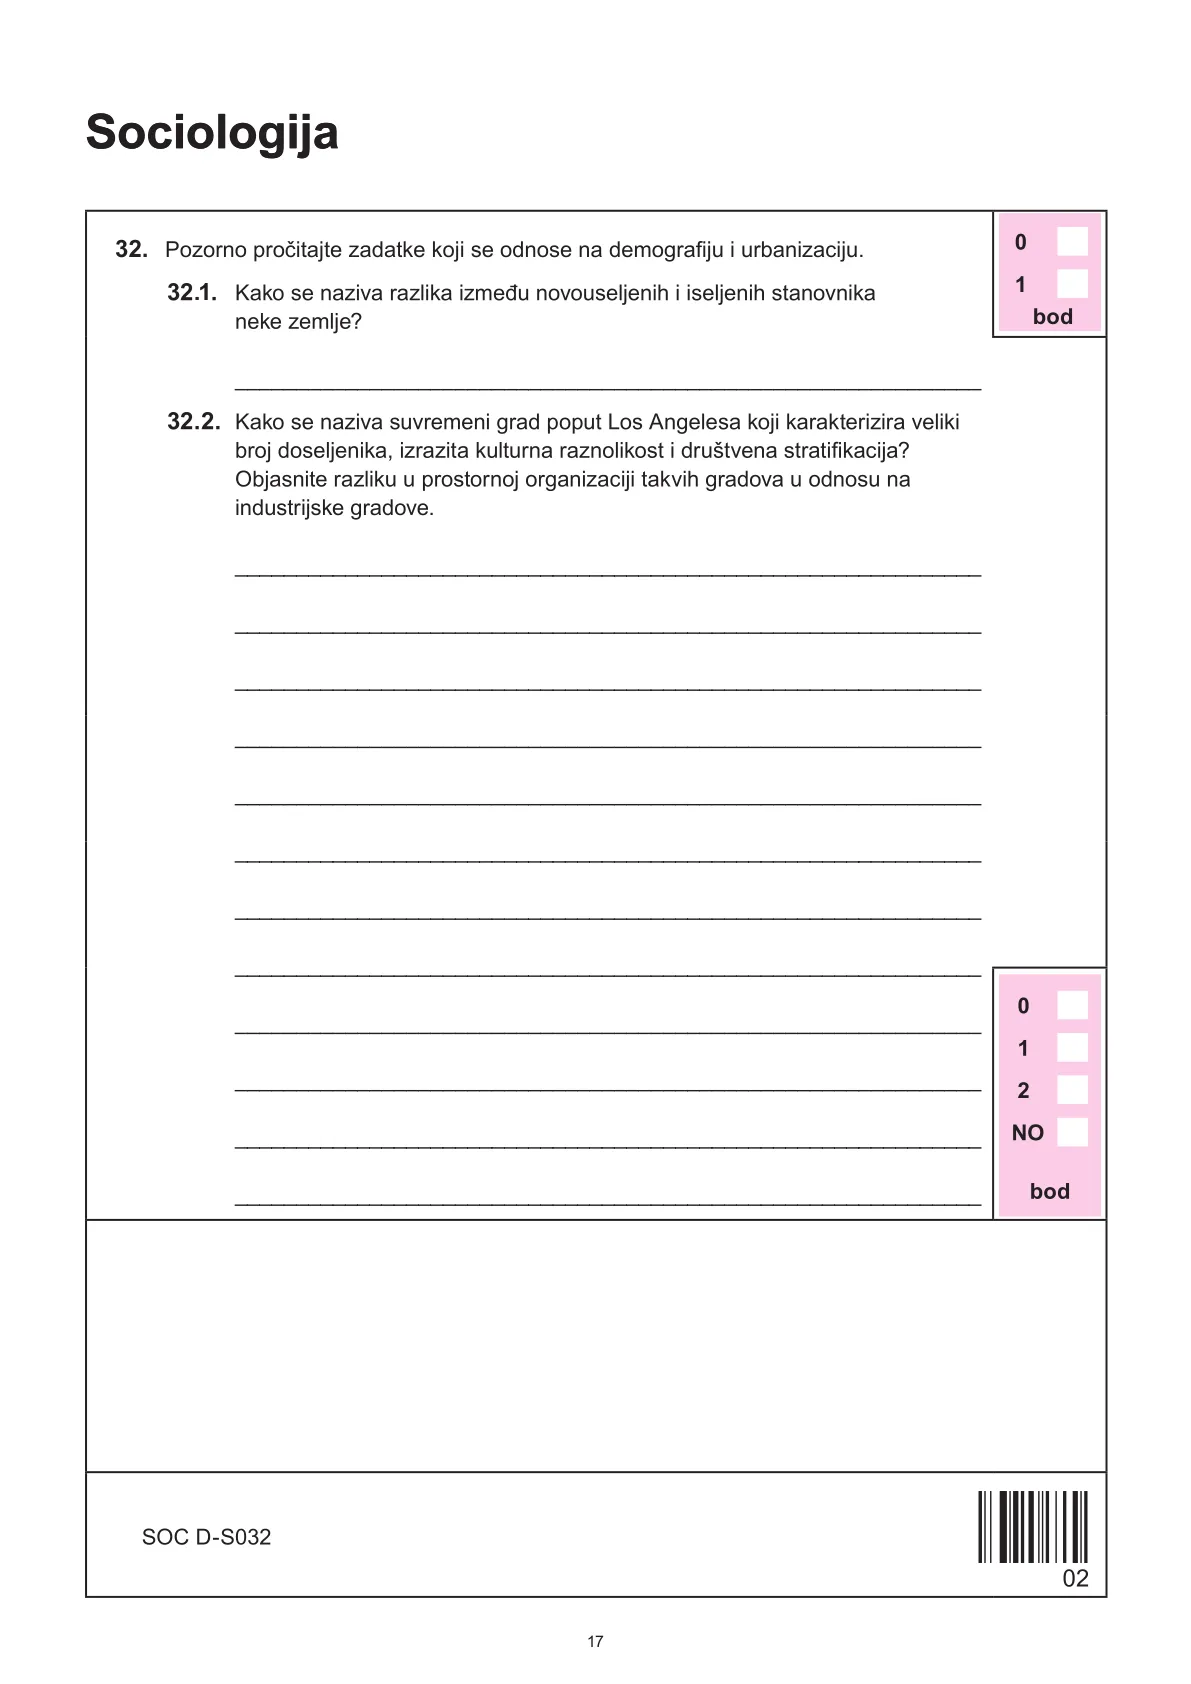 Sociologija
32. Pozorno pročitajte zadatke koji se odnose na demografiju i urbanizaciju.
0
1
bod
32.1. Kako se naziva razlika između novouseljenih i iseljenih stanovnika
neke zemlje?
32.2. Kako se naziva suvremeni grad poput Los Angelesa koji karakterizira veliki
broj doseljenika, izrazita kulturna raznolikost i društvena stratifikacija?
Objasnite razliku u prostornoj organizaciji takvih gradova u odnosu na
industrijske gradove.
0
1
2
NO
bod
SOC D-S032
02
17